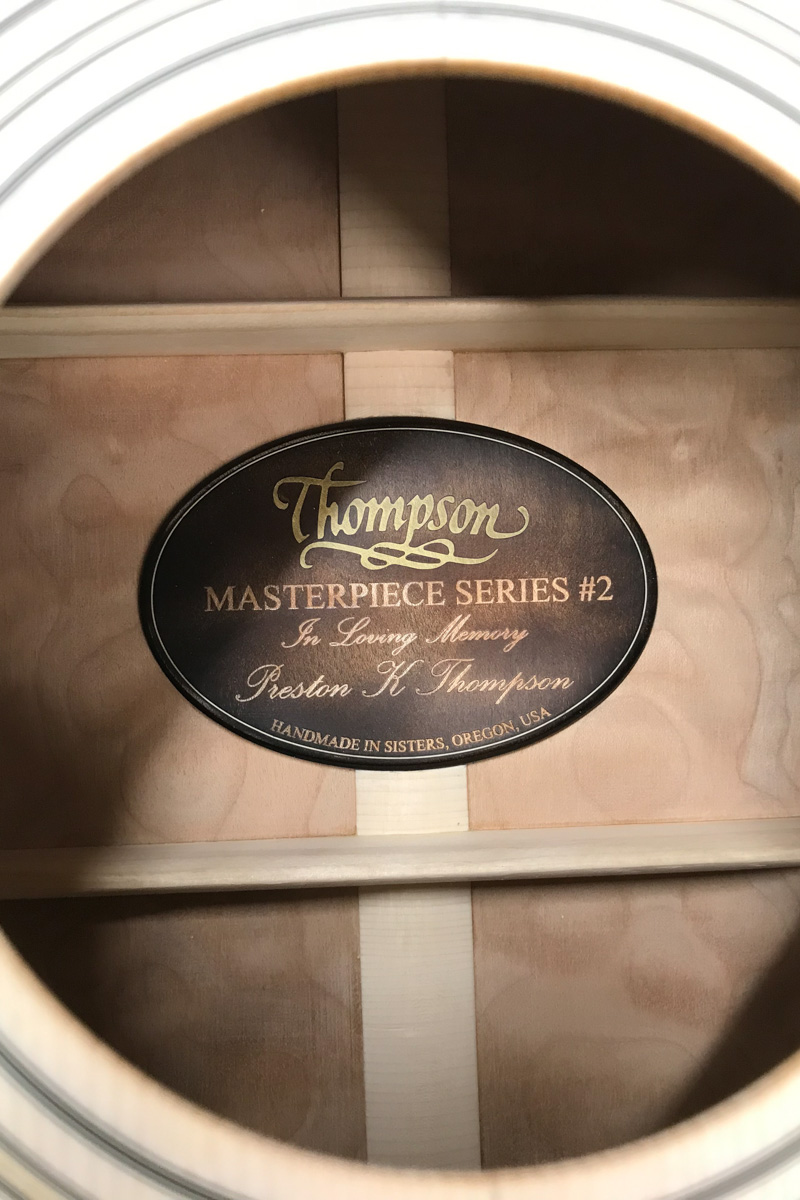 Thompson
MASTERPIECE SERIES #2
In Loving Memory
Preston K Thompson
HANDMADE IN SISTERS, OREGON, USA